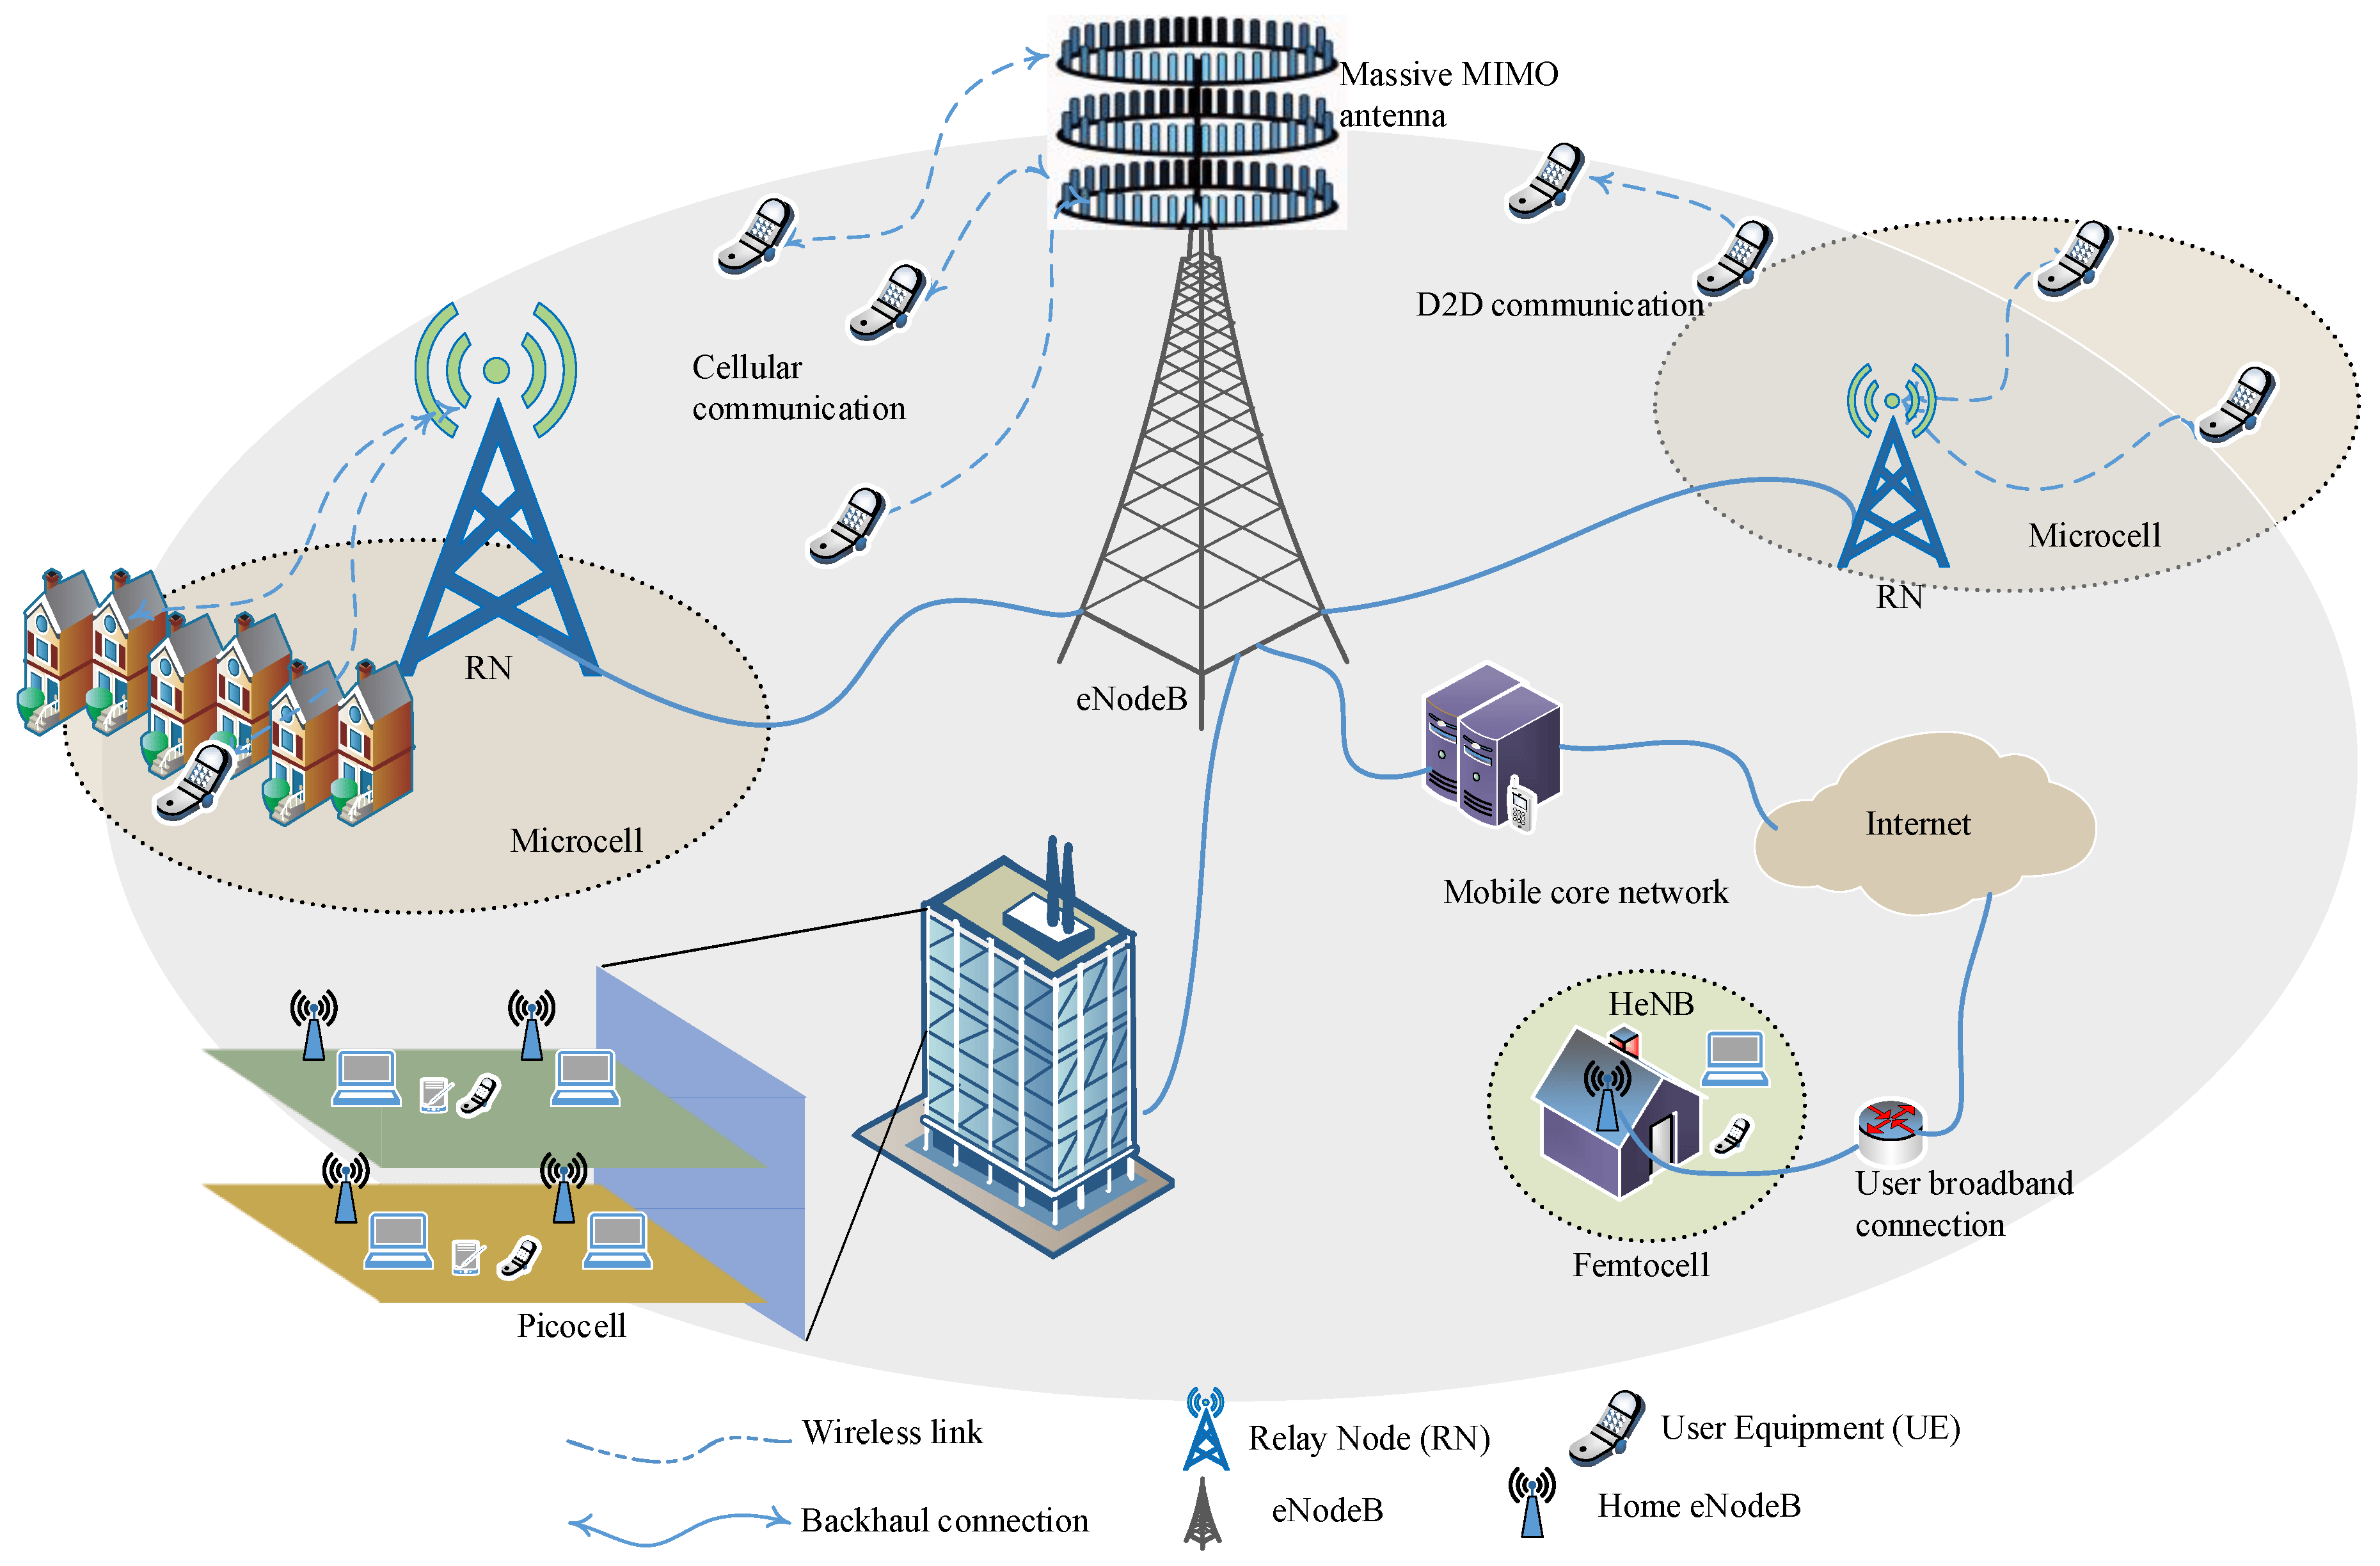 Massive MIMO
antenna
D2D communication
Cellular
communication
Microcell
RN
RN
eNodeB
Microcell
Internet
Mobile core network
HeNB
User broadband
connection
Femtocell
Picocell
Wireless link
Relay Node (RN)
User Equipment (UE)
Backhaul connection
eNodeB
Home eNodeB